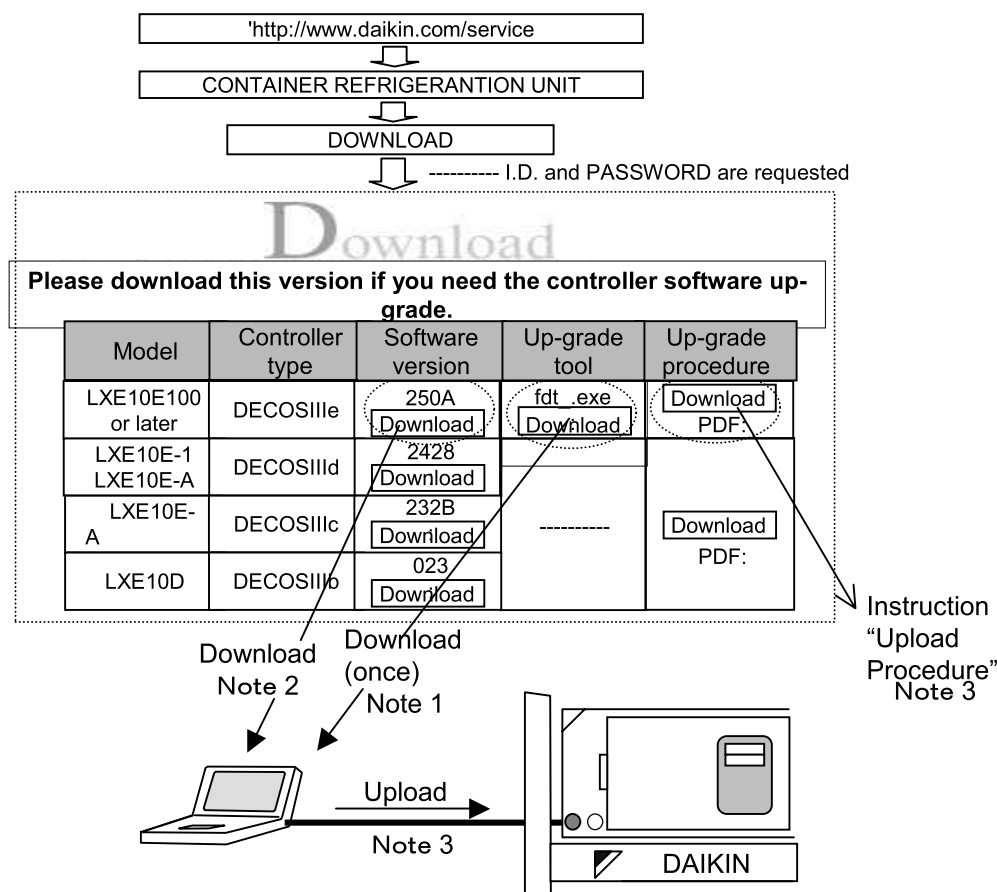 'http://www.daikin.com/service
CONTAINER REFRIGERANTION UNIT
DOWNLOAD
---------- I.D. and PASSWORD are requested
Download
Please download this version if you need the controller software up-
grade.
Model
Controller
type
Software
version
Up-grade
tool
Up-grade
procedure
LXE10E100
or later
DECOSIIIe
250A
Download
fdt_.exe
Download
Download
PDF:
LXE10E-1
LXE10E-A
DECOSIIId
2428
Download
LXE10E-
A
DECOSIIIc
232B
Download
----------
Download
PDF:
LXE10D
DECOSIIIb
023
Download
Instruction
“Upload
Procedure”
Note 3
Download
Note 2
Download
(once)
Note 1
Upload
Note 3
DAIKIN